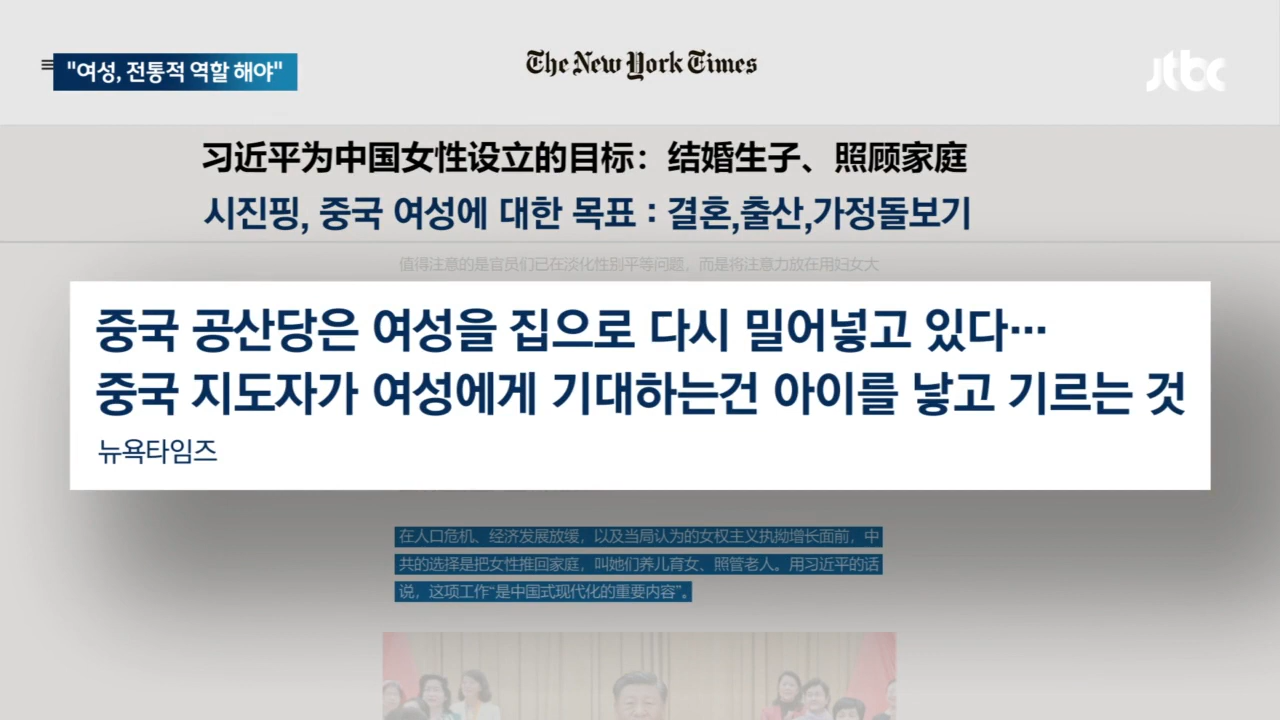 "여성, 전통적 역할 해야"
The New York Times
jtbc
习近平为中国女性设立的目标：结婚生子、照顾家庭
시진핑, 중국 여성에 대한 목표 : 결혼,출산,가정돌보기
值得注意的是官员们已在淡化性别平等问题，而是将注意力放在用妇女大
중국 공산당은 여성을 집으로 다시 밀어넣고 있다…
중국 지도자가 여성에게 기대하는건 아이를 낳고 기르는 것
뉴욕타임즈
在人口危机、经济发展放缓，以及当局认为的女权主义执拗增长面前，中
共的选择是把女性推回家庭，叫她们养儿育女、照管老人。用习近平的话
说，这项工作“是中国式现代化的重要内容”。